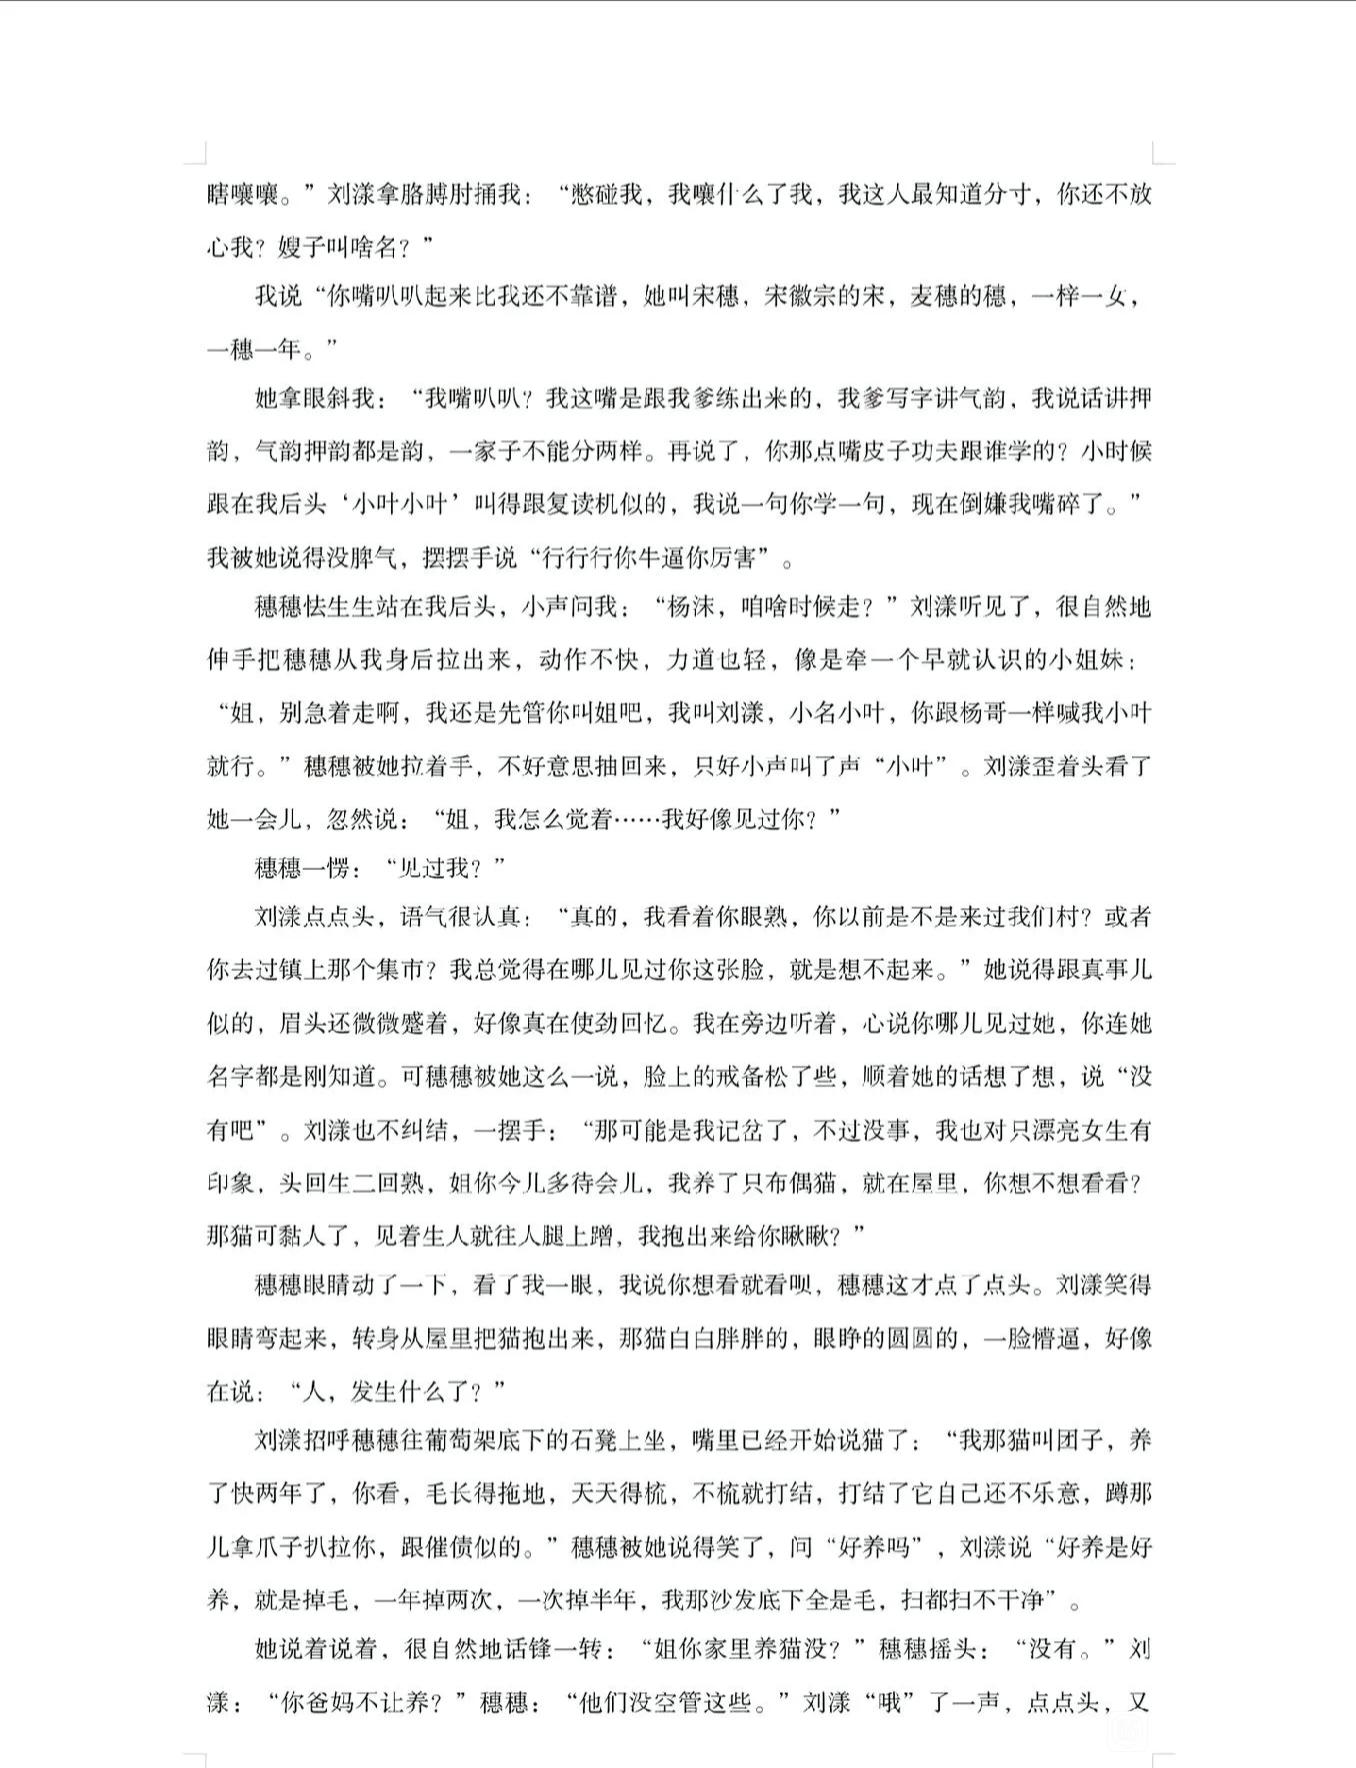 瞎嚷嚷。”刘漾拿胳膊肘捅我：“憋碰我，我嚷什么了我，我这人最知道分寸，你还不放
心我？嫂子叫啥名？”
我说“你嘴叭叭起来比我还不靠谱，她叫宋穗，宋徽宗的宋，麦穗的穗，一梓一女，
一穗一年。”
她拿眼斜我：“我嘴叭叭？我这嘴是跟我爹练出来的，我爹写字讲气韵，我说话讲押
韵，气韵押韵都是韵，一家子不能分两样。再说了，你那点嘴皮子功夫跟谁学的？小时候
跟在我后头‘小叶小叶’叫得跟复读机似的，我说一句你学一句，现在倒嫌我嘴碎了。”
我被她说得没脾气，摆摆手说“行行行你牛逼你厉害”。
穗穗怯生生站在我后头，小声问我：“杨沫，咱啥时候走？”刘漾听见了，很自然地
伸手把穗穗从我身后拉出来，动作不快，力道也轻，像是牵一个早就认识的小姐妹：
“姐，别急着走啊，我还是先管你叫姐吧，我叫刘漾，小名小叶，你跟杨哥一样喊我小叶
就行。”穗穗被她拉着手，不好意思抽回来，只好小声叫了声“小叶”。刘漾歪着头看了
她一会儿，忽然说：“姐，我怎么觉着……我好像见过你？”
穗穗一愣：“见过我？”
刘漾点点头，语气很认真：“真的，我看着你眼熟，你以前是不是来过我们村？或者
你去过镇上那个集市？我总觉得在哪儿见过你这张脸，就是想不起来。”她说得跟真事儿
似的，眉头还微微蹙着，好像真在使劲回忆。我在旁边听着，心说你哪儿见过她，你连她
名字都是刚知道。可穗穗被她这么一说，脸上的戒备松了些，顺着她的话想了想，说“没
有吧”。刘漾也不纠结，一摆手：“那可能是我记岔了，不过没事，我也对只漂亮女生有
印象，头回生二回熟，姐你今儿多待会儿，我养了只布偶猫，就在屋里，你想不想看看？
那猫可黏人了，见着生人就往人腿上蹭，我抱出来给你瞅瞅？”
穗穗眼睛动了一下，看了我一眼，我说你想看就看呗，穗穗这才点了点头。刘漾笑得
眼睛弯起来，转身从屋里把猫抱出来，那猫白白胖胖的，眼睁的圆圆的，一脸懵逼，好像
在说：“人，发生什么了？”
刘漾招呼穗穗往葡萄架底下的石凳上坐，嘴里已经开始说猫了：“我那猫叫团子，养
了快两年了，你看，毛长得拖地，天天得梳，不梳就打结，打结了它自己还不乐意，蹲那
儿拿爪子扒拉你，跟催债似的。”穗穗被她说得笑了，问“好养吗”，刘漾说“好养是好
养，就是掉毛，一年掉两次，一次掉半年，我那沙发底下全是毛，扫都扫不干净”。
她说着说着，很自然地话锋一转：“姐你家里养猫没？”穗穗摇头：“没有。”刘
漾：“你爸妈不让养？”穗穗：“他们没空管这些。”刘漾“哦”了一声，点点头，又